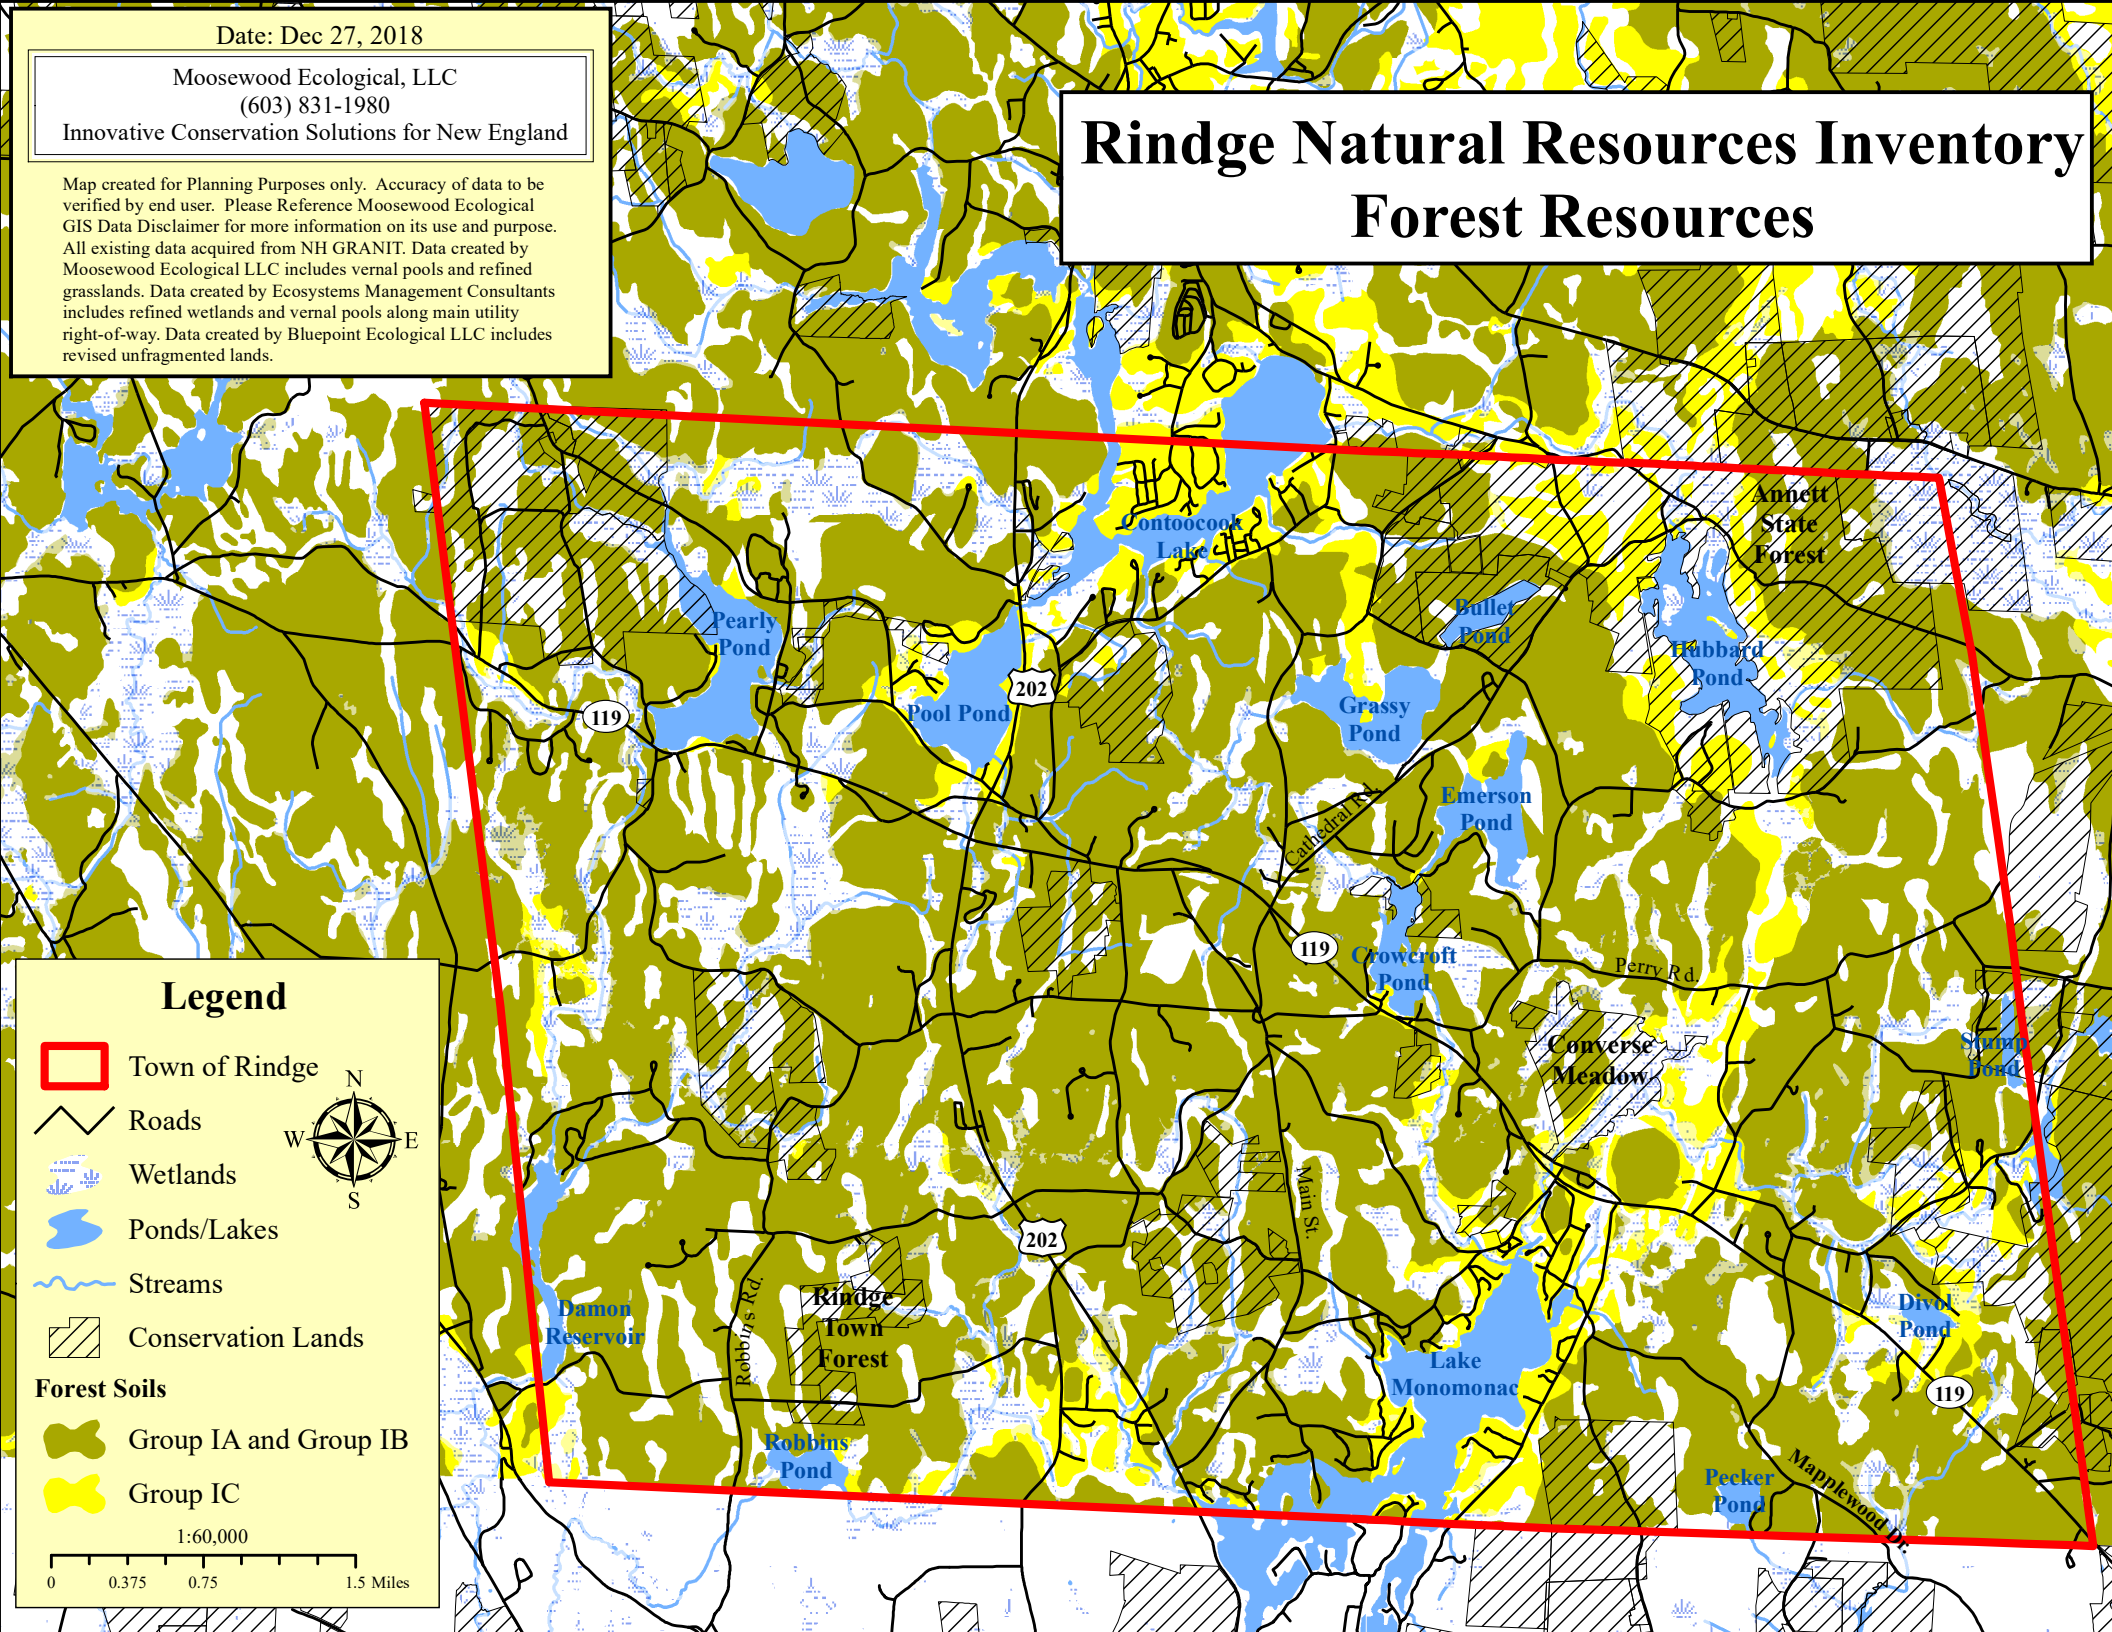 Date: Dec 27, 2018
Moosewood Ecological, LLC
(603) 831-1980
Innovative Conservation Solutions for New England
Map created for Planning Purposes only. Accuracy of data to be
verified by end user. Please Reference Moosewood Ecological
GIS Data Disclaimer for more information on its use and purpose.
All existing data acquired from NH GRANIT. Data created by
Moosewood Ecological LLC includes vernal pools and refined
grasslands. Data created by Ecosystems Management Consultants
includes refined wetlands and vernal pools along main utility
right-of-way. Data created by Bluepoint Ecological LLC includes
revised unfragmented lands.
Rindge Natural Resources Inventory
Forest Resources
Annett
State
Forest
Contoocook
Lake
Pearly
Pond
Bullet
Pond
Hubbard
Pond
202
119
Pool Pond
Grassy
Pond
Emerson
Pond
Cathedral Rd.
119
Crowcroft
Pond
Perry Rd.
Converse
Meadow
Stump
Pond
Main St.
202
Damon
Reservoir
Robbins Rd.
Rindge
Town
Forest
Divol
Pond
Lake
Monomonac
119
Robbins
Pond
Pecker
Pond
Mapplewood Dr.
Legend
Town of Rindge
Roads
Wetlands
Ponds/Lakes
Streams
Conservation Lands
N
W
E
S
Forest Soils
Group IA and Group IB
Group IC
1:60,000
0 0.375 0.75 1.5 Miles